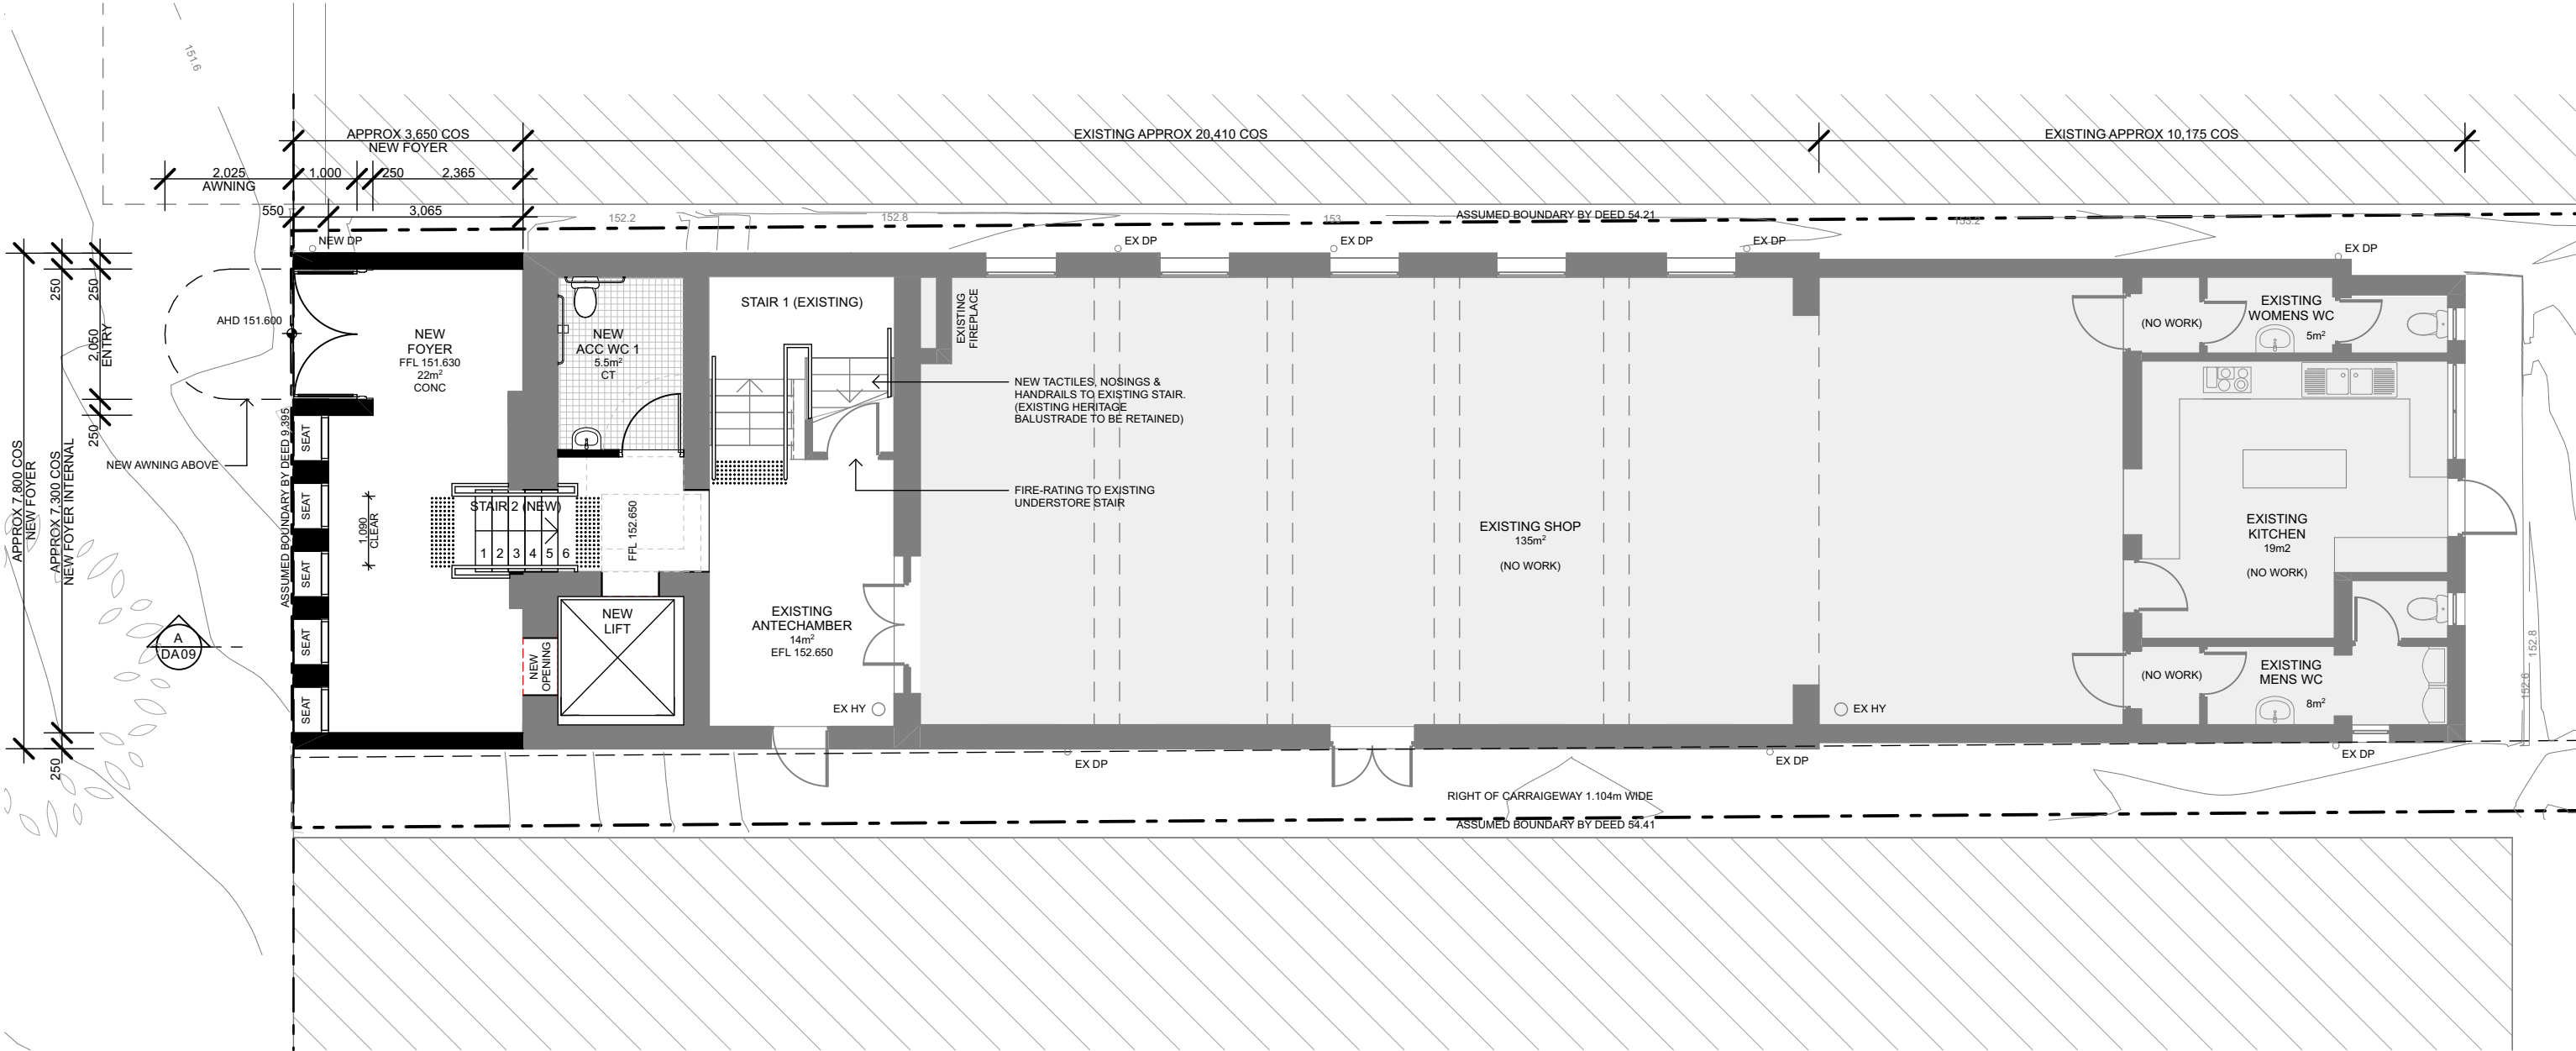 151.6
APPROX 3,650 COS
NEW FOYER
EXISTING APPROX 20,410 COS
EXISTING APPROX 10,175 COS
2,025
AWNING
1,000
250
2,365
550
3,065
152.2
152.8
153
ASSUMED BOUNDARY BY DEED 54.21
153.2
NEW DP
EX DP
EX DP
EX DP
EX DP
250
250
2,050
ENTRY
250
AHD 151.600
NEW
FOYER
FFL 151.630
22m²
CONC
NEW
ACC WC 1
5.5m²
CT
STAIR 1 (EXISTING)
EXISTING
FIREPLACE
NEW TACTILES, NOSINGS &
HANDRAILS TO EXISTING STAIR.
(EXISTING HERITAGE
BALUSTRADE TO BE RETAINED)
FIRE-RATING TO EXISTING
UNDERSTORE STAIR
NEW AWNING ABOVE
ASSUMED BOUNDARY BY DEED 9.395
APPROX 7,800 COS
NEW FOYER
APPROX 7,300 COS
NEW FOYER INTERNAL
250
SEAT
SEAT
SEAT
SEAT
SEAT
1,090
CLEAR
STAIR 2 (NEW)
1 2 3 4 5 6
FFL 152.650
NEW
LIFT
NEW
OPENING
EXISTING
ANTECHAMBER
14m²
EFL 152.650
EX HY
A
DA09
EXISTING SHOP
135m²
(NO WORK)
EX HY
(NO WORK)
EXISTING
WOMENS WC
5m²
EXISTING
KITCHEN
19m2
(NO WORK)
(NO WORK)
EXISTING
MENS WC
8m²
EX DP
EX DP
EX DP
152.8
152.6
RIGHT OF CARRAIGEWAY 1.104m WIDE
ASSUMED BOUNDARY BY DEED 54.41